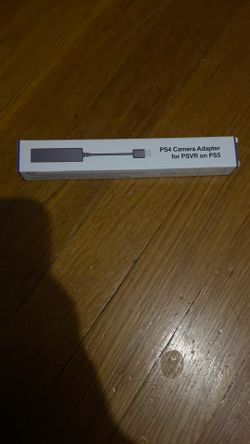 PS4 Camera Adapter
for PSVR on PS5